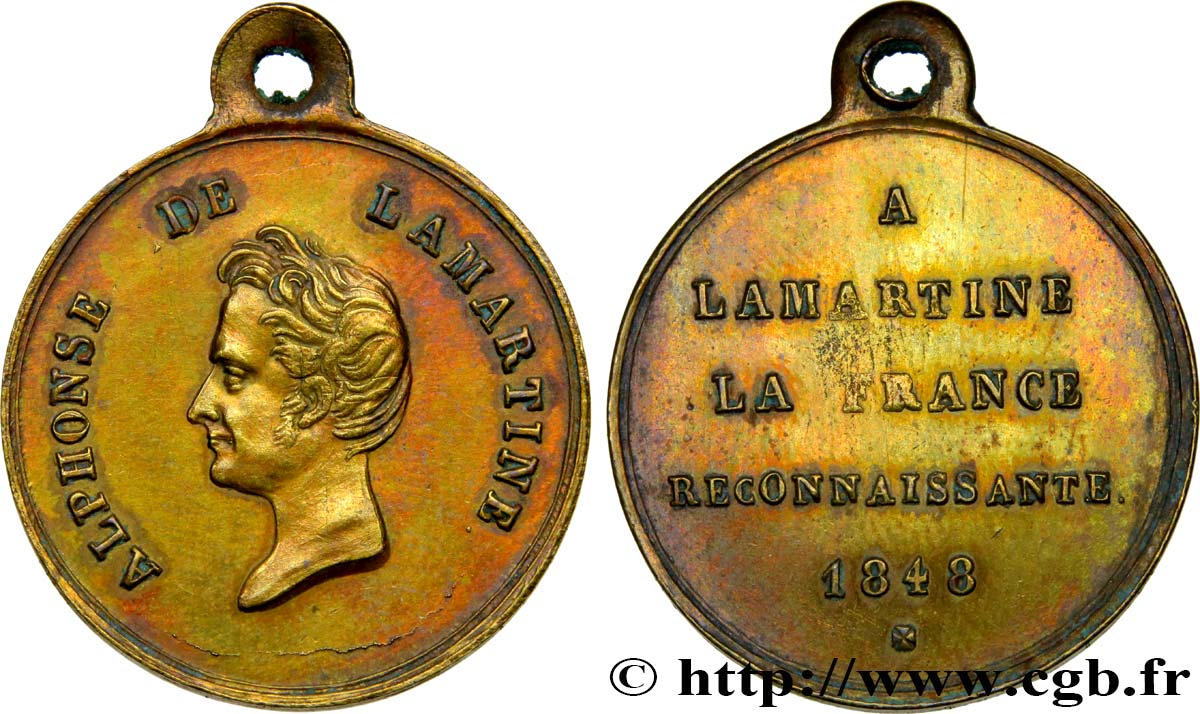 ALPHONSE DE LAMARTINE
A
LAMARTINE
LA FRANCE
RECONNAISSANTE.
1848
© http://www.cgb.fr